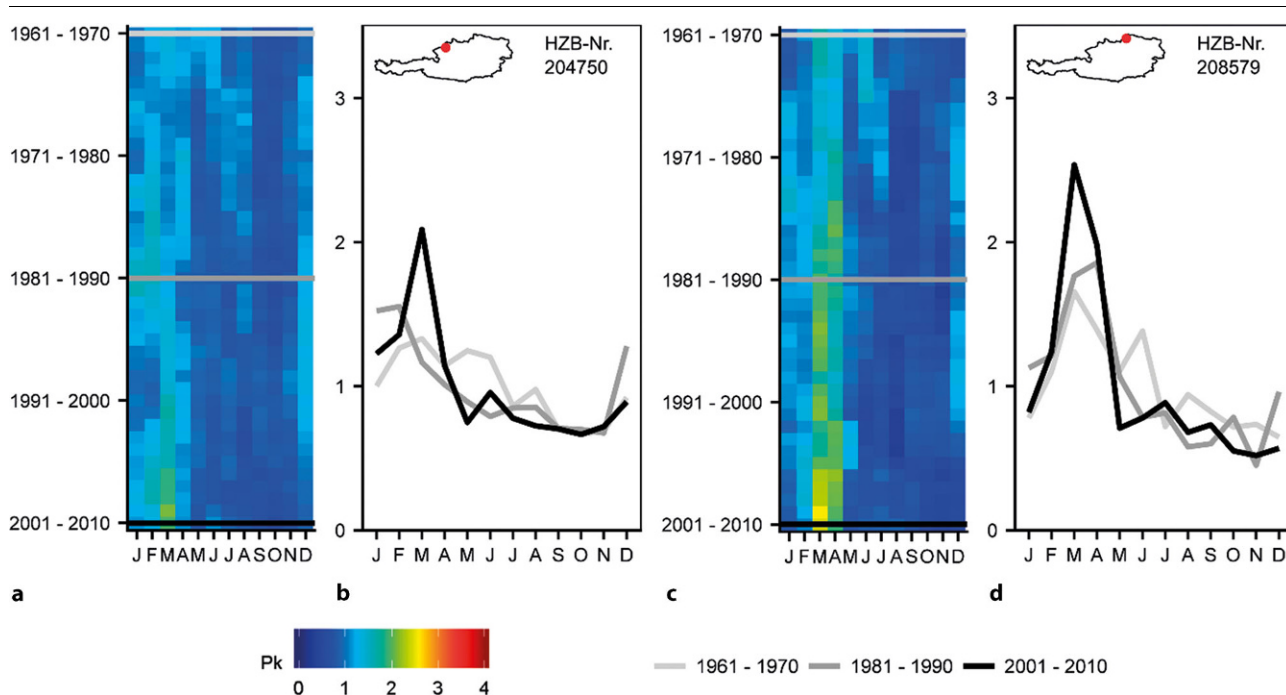 1961 - 1970
1971 - 1980
1981 - 1990
1991 - 2000
2001 - 2010
J F M A M J J A S O N D
a
3
2
1
0
HZB-Nr.
204750
J F M A M J J A S O N D
b
1961 - 1970
1971 - 1980
1981 - 1990
1991 - 2000
2001 - 2010
J F M A M J J A S O N D
c
3
2
1
0
HZB-Nr.
208579
J F M A M J J A S O N D
d
Pk
0 1 2 3 4
1961 - 1970 1981 - 1990 2001 - 2010